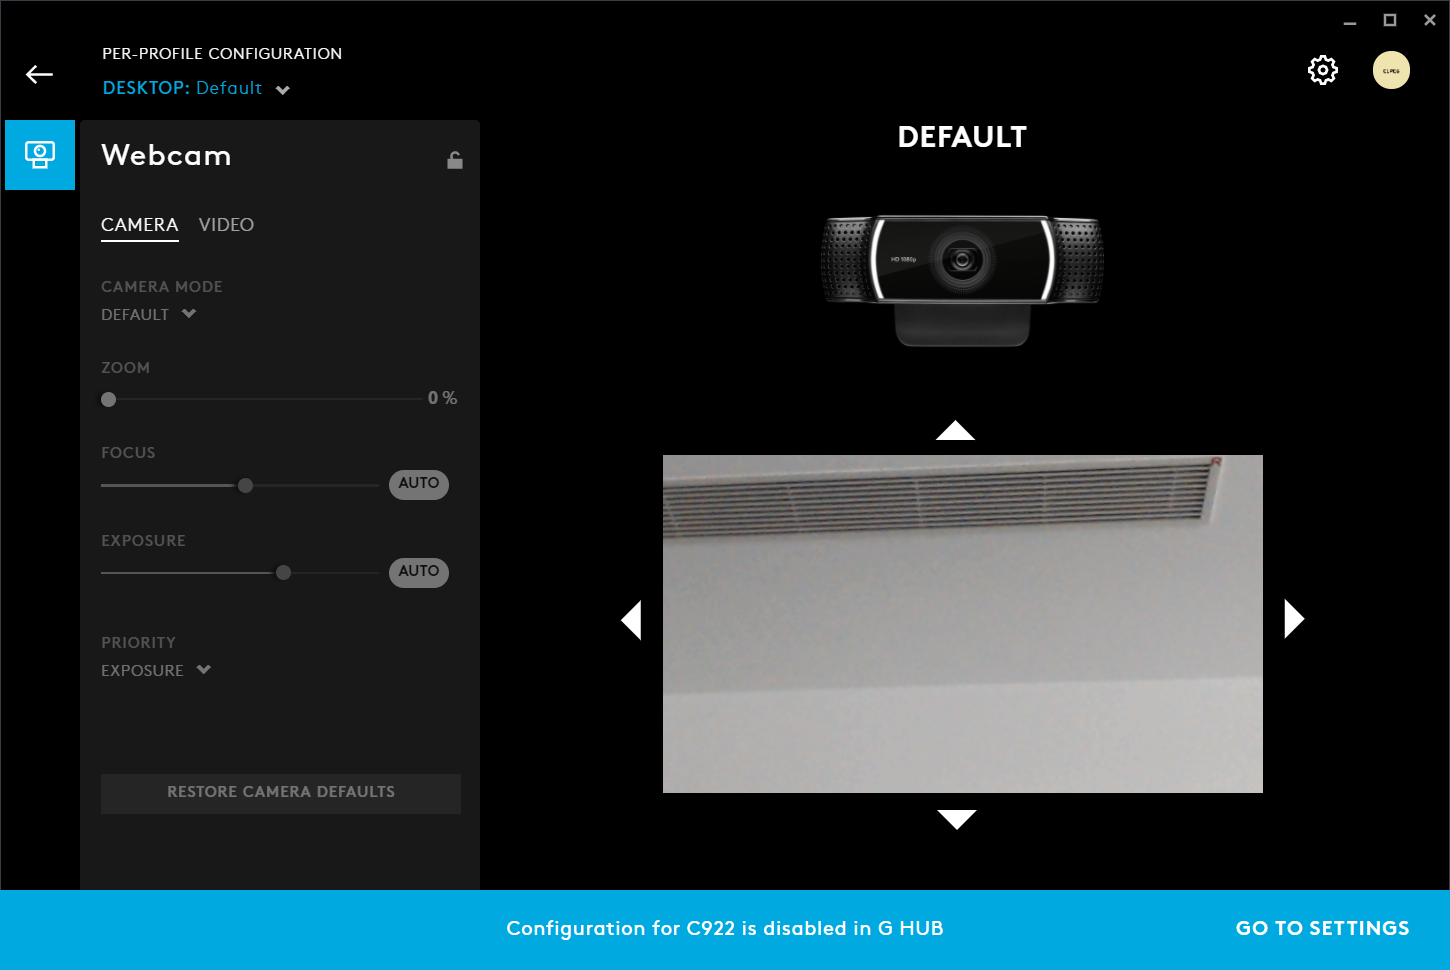 PER-PROFILE CONFIGURATION
DESKTOP: Default
Webcam
CAMERA VIDEO
CAMERA MODE
DEFAULT
ZOOM
0 %
FOCUS
AUTO
EXPOSURE
AUTO
PRIORITY
EXPOSURE
RESTORE CAMERA DEFAULTS
DEFAULT
HD 1080p
Configuration for C922 is disabled in G HUB
GO TO SETTINGS